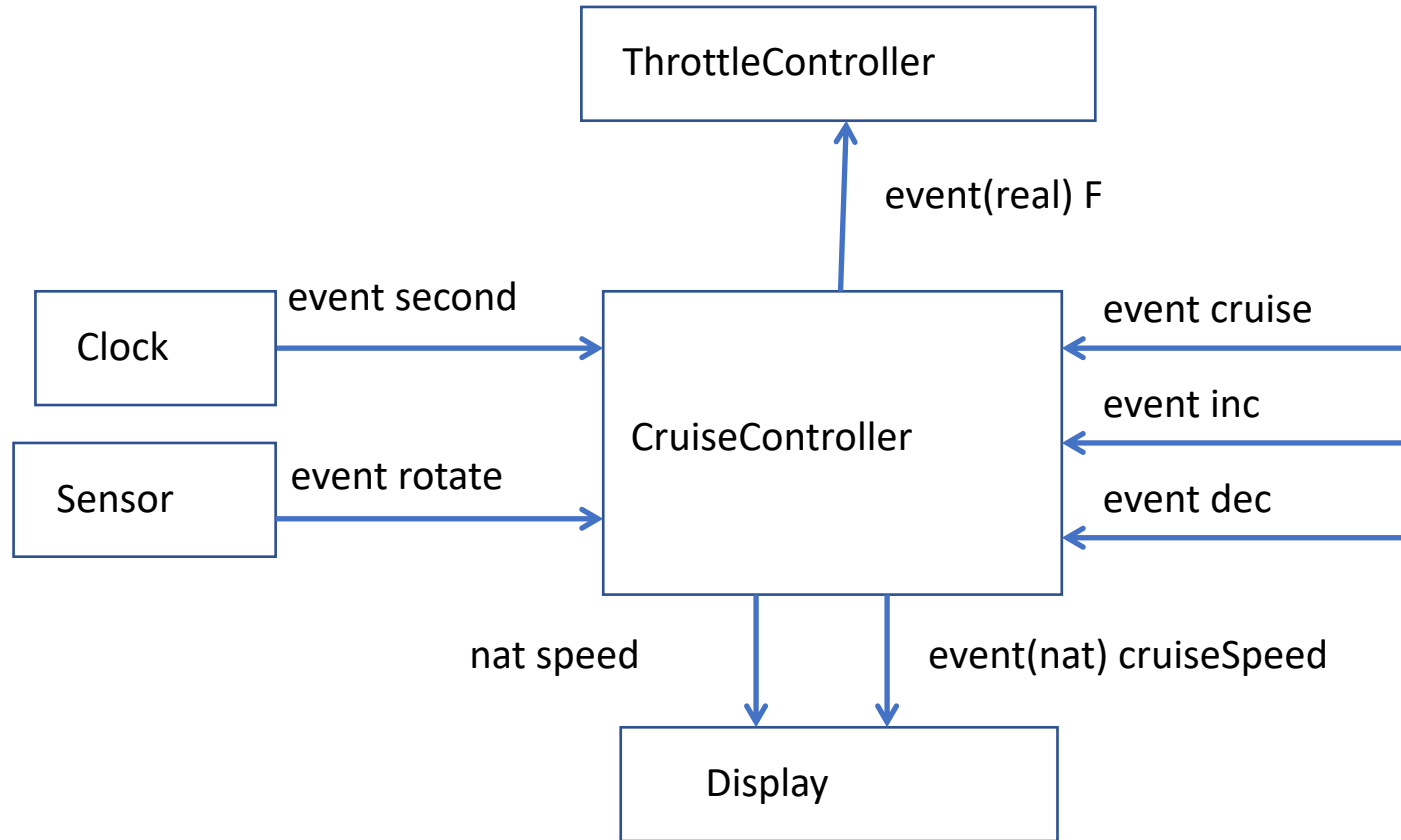 ThrottleController
event(real) F
event second
event cruise
Clock
event inc
CruiseController
event rotate
Sensor
event dec
nat speed
event(nat) cruiseSpeed
Display